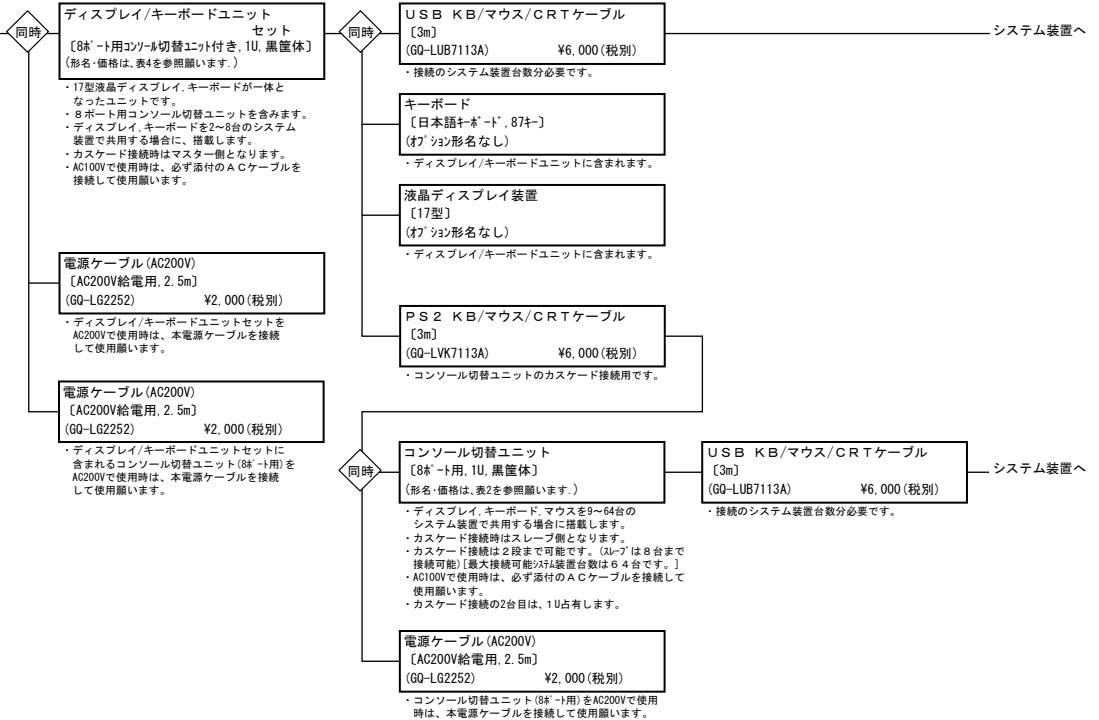 同時
ディスプレイ/キーボードユニット
セット
〔8ﾎﾟｰﾄ用ｺﾝｿｰﾙ切替ﾕﾆｯﾄ付き,1U,黒筐体〕
(形名･価格は､表4を参照願います.)
・17型液晶ディスプレイ,キーボードが一体と
なったユニットです。
・８ポート用コンソール切替ユニットを含みます。
・ディスプレイ,キーボードを2～8台のシステム
装置で共用する場合に、搭載します。
・カスケード接続時はマスター側となります。
・AC100Vで使用時は、必ず添付のＡＣケーブルを
接続して使用願います。
電源ケーブル(AC200V)
〔AC200V給電用,2.5m〕
(GQ-LG2252) ¥2,000(税別)
・ディスプレイ/キーボードユニットセットを
AC200Vで使用時は、本電源ケーブルを接続
して使用願います。
電源ケーブル(AC200V)
〔AC200V給電用,2.5m〕
(GQ-LG2252) ¥2,000(税別)
・ディスプレイ/キーボードユニットセットに
含まれるコンソール切替ユニット(8ﾎﾟｰﾄ用)を
AC200Vで使用時は、本電源ケーブルを接続
して使用願います。
同時
ＵＳＢ ＫＢ/マウス/ＣＲＴケーブル
〔3m〕
(GQ-LUB7113A) ¥6,000(税別)
・接続のシステム装置台数分必要です。
システム装置へ
キーボード
〔日本語ｷｰﾎﾞｰﾄﾞ,87ｷｰ〕
(ｵﾌﾟｼｮﾝ形名なし)
・ディスプレイ/キーボードユニットに含まれます。
液晶ディスプレイ装置
〔17型〕
(ｵﾌﾟｼｮﾝ形名なし)
・ディスプレイ/キーボードユニットに含まれます。
ＰＳ２ ＫＢ/マウス/ＣＲＴケーブル
〔3m〕
(GQ-LVK7113A) ¥6,000(税別)
・コンソール切替ユニットのカスケード接続用です。
同時
コンソール切替ユニット
〔8ﾎﾟｰﾄ用,1U,黒筐体〕
(形名･価格は､表2を参照願います.)
・ディスプレイ,キーボード,マウスを9～64台の
システム装置で共用する場合に搭載します。
・カスケード接続時はスレーブ側となります。
・カスケード接続は２段まで可能です。(ｽﾚｰﾌﾞは８台まで
接続可能)[最大接続可能ｼｽﾃﾑ装置台数は６４台です。]
・AC100Vで使用時は、必ず添付のＡＣケーブルを接続して
使用願います。
・カスケード接続の2台目は、１U占有します。
ＵＳＢ ＫＢ/マウス/ＣＲＴケーブル
〔3m〕
(GQ-LUB7113A) ¥6,000(税別)
・接続のシステム装置台数分必要です。
システム装置へ
電源ケーブル(AC200V)
〔AC200V給電用,2.5m〕
(GQ-LG2252) ¥2,000(税別)
・コンソール切替ユニット(8ﾎﾟｰﾄ用)をAC200Vで使用
時は、本電源ケーブルを接続して使用願います。